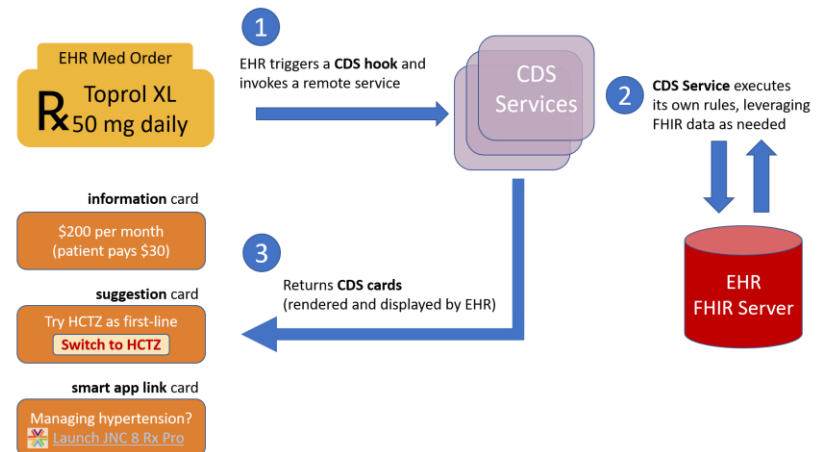 1
EHR triggers a CDS hook and
invokes a remote service
EHR Med Order
Rx
Toprol XL
50 mg daily
CDS
Services
2
CDS Service executes
its own rules, leveraging
FHIR data as needed
EHR
FHIR Server
3
Returns CDS cards
(rendered and displayed by EHR)
information card
$200 per month
(patient pays $30)
suggestion card
Try HCTZ as first-line
Switch to HCTZ
smart app link card
Managing hypertension?
Launch JNC 8 Rx Pro